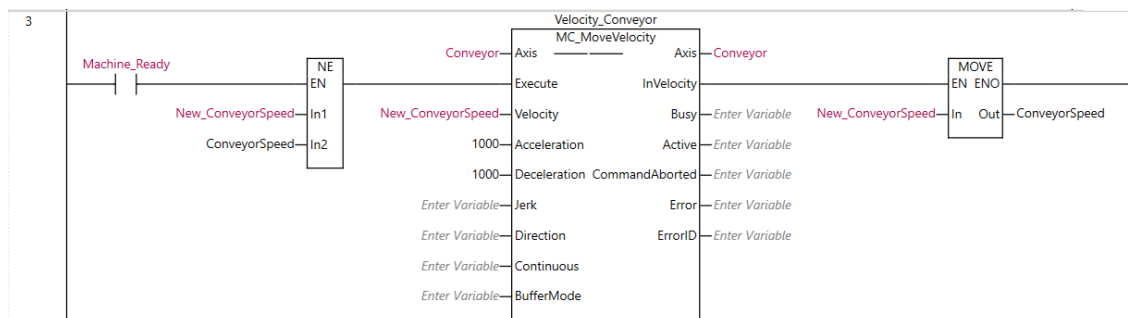 3
Velocity_Conveyor
MC_MoveVelocity
Conveyor Axis Axis Conveyor
Machine_Ready NE MOVE
EN Execute InVelocity EN ENO
New_ConveyorSpeed In1 New_ConveyorSpeed Velocity Busy Enter Variable New_ConveyorSpeed In Out ConveyorSpeed
ConveyorSpeed In2 1000 Acceleration Active Enter Variable
1000 Deceleration CommandAborted Enter Variable
Enter Variable Jerk Error Enter Variable
Enter Variable Direction ErrorID Enter Variable
Enter Variable Continuous
Enter Variable BufferMode